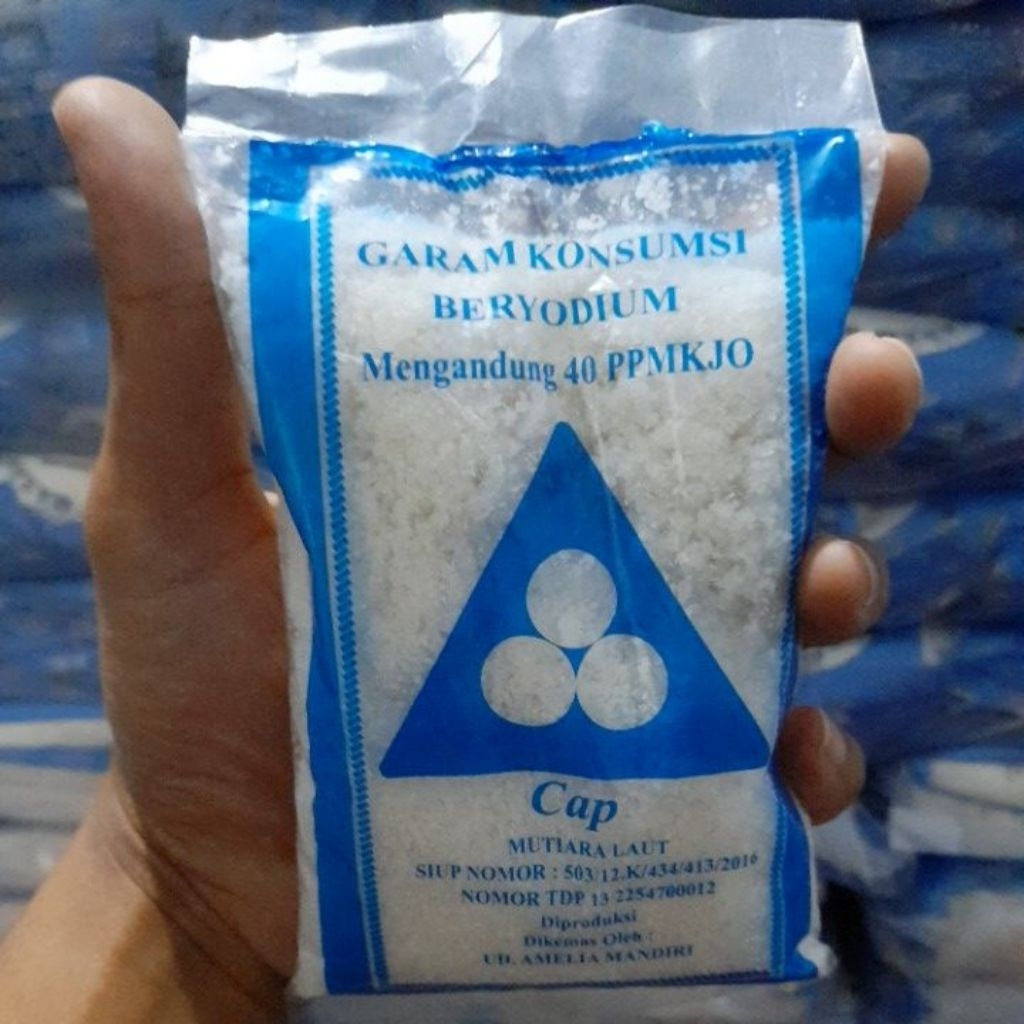 GARAM KONSUMSI
BERYODIUM
Mengandung 40 PPMKJO
Cap
MUTIARA LAUT
SIUP NOMOR : 503/12.K/434/413/2016
NOMOR TDP 13 2254700012
Diproduksi
Dikemas Oleh :
UD. AMELIA MANDIRI